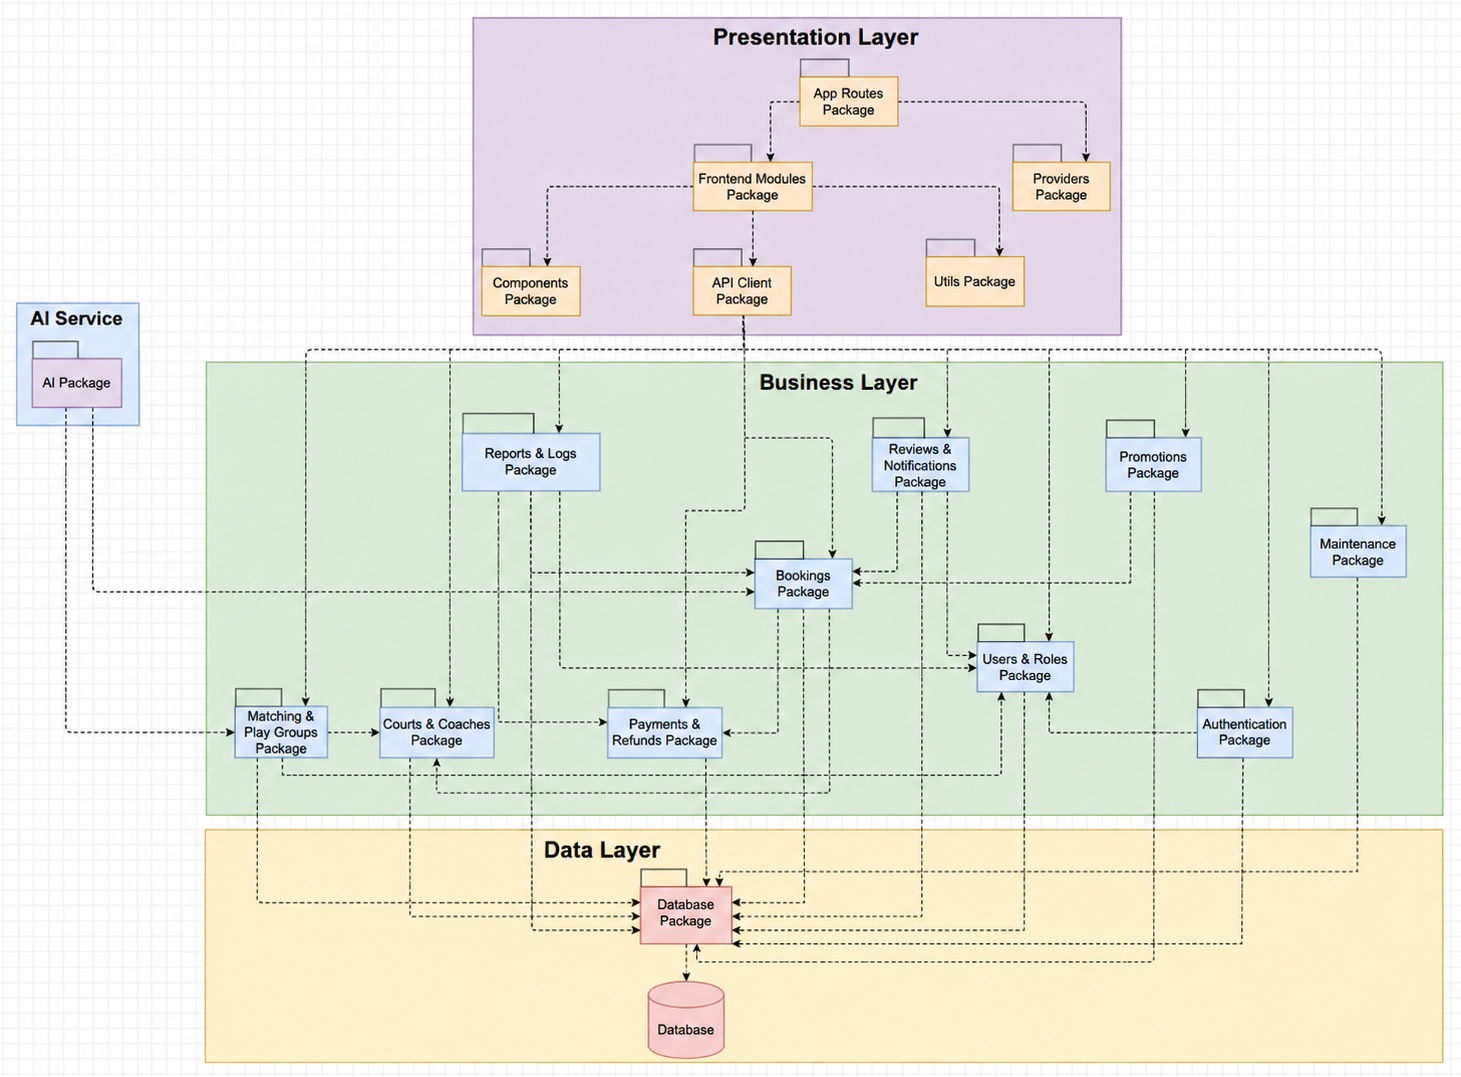 Presentation Layer
App Routes
Package
Frontend Modules
Package
Providers
Package
Components
Package
API Client
Package
Utils Package
AI Service
AI Package
Business Layer
Reports & Logs
Package
Reviews &
Notifications
Package
Promotions
Package
Maintenance
Package
Bookings
Package
Users & Roles
Package
Matching &
Play Groups
Package
Courts & Coaches
Package
Payments &
Refunds Package
Authentication
Package
Data Layer
Database
Package
Database